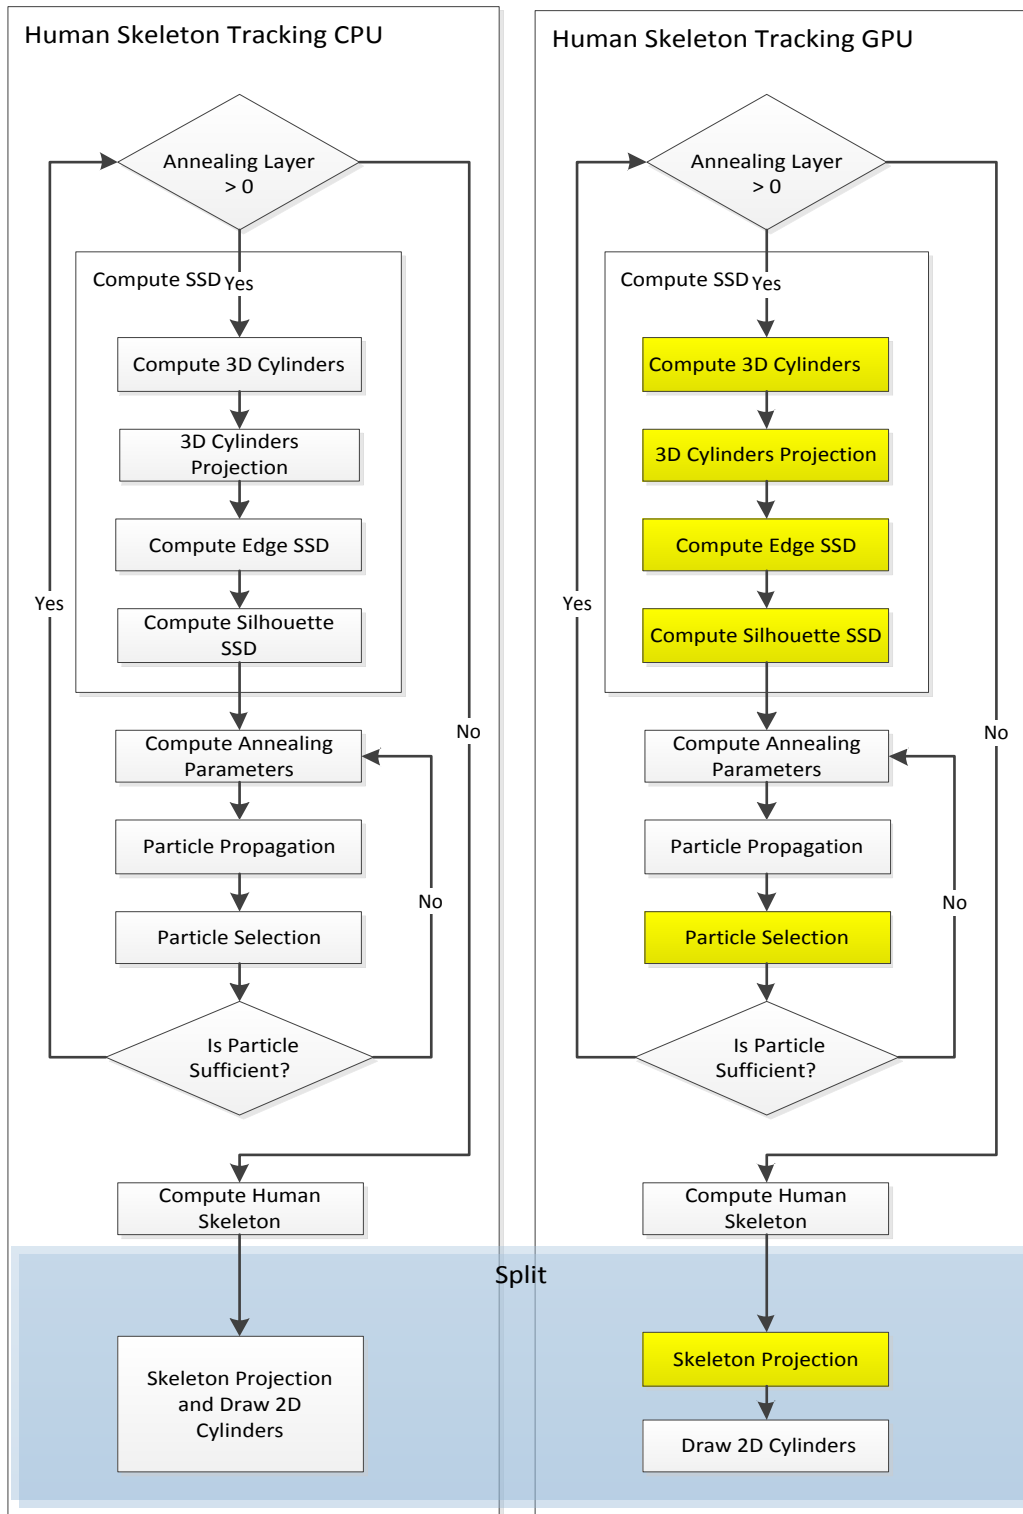 Human Skeleton Tracking CPU
Annealing Layer
> 0
Compute SSD
Yes
Compute 3D Cylinders
3D Cylinders
Projection
Compute Edge SSD
Compute Silhouette
SSD
Yes
No
Compute Annealing
Parameters
Particle Propagation
No
Particle Selection
Is Particle
Sufficient?
Compute Human
Skeleton
Skeleton Projection
and Draw 2D
Cylinders
Human Skeleton Tracking GPU
Annealing Layer
> 0
Compute SSD
Yes
Compute 3D Cylinders
3D Cylinders Projection
Compute Edge SSD
Yes
Compute Silhouette SSD
No
Compute Annealing
Parameters
Particle Propagation
No
Particle Selection
Is Particle
Sufficient?
Compute Human
Skeleton
Split
Skeleton Projection
Draw 2D Cylinders